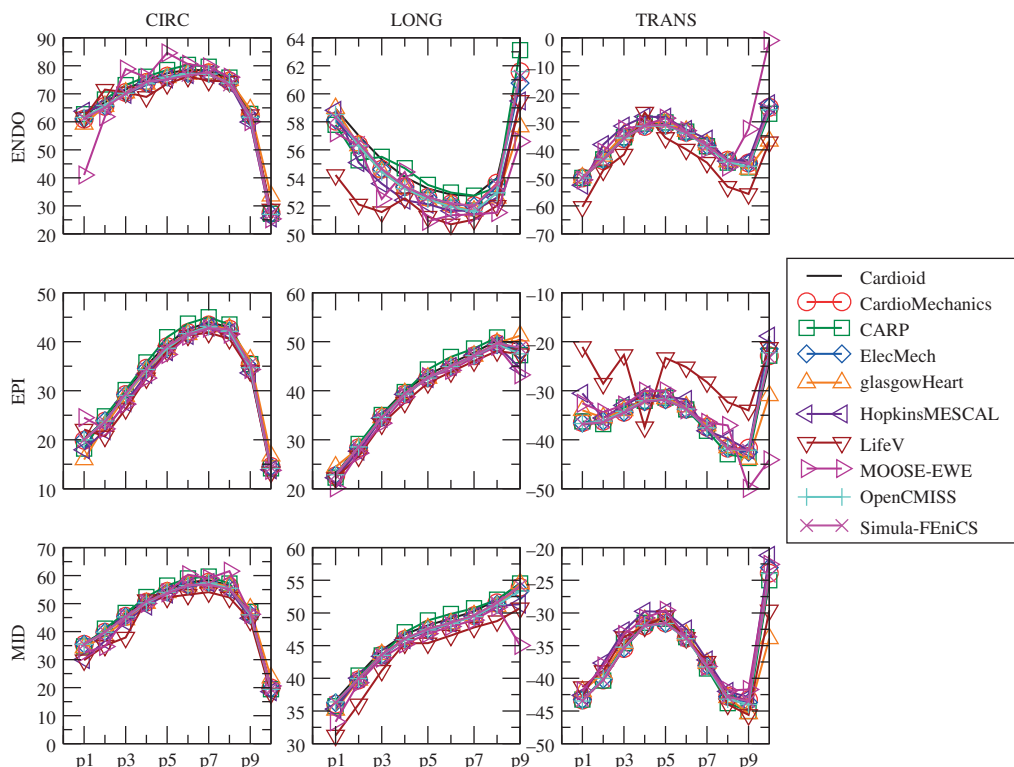 CIRC LONG TRANS
ENDO
90 80 70 60 50 40 30 20
64 62 60 58 56 54 52 50
0 −10 −20 −30 −40 −50 −60 −70
EPI
50 40 30 20 10
60 50 40 30 20
−10 −20 −30 −40 −50
MID
70 60 50 40 30 20 10 0
60 55 50 45 40 35 30
−20 −25 −30 −35 −40 −45 −50
p1 p3 p5 p7 p9
p1 p3 p5 p7 p9
p1 p3 p5 p7 p9
Cardioid
CardioMechanics
CARP
ElecMech
glasgowHeart
HopkinsMESCAL
LifeV
MOOSE-EWE
OpenCMISS
Simula-FEniCS